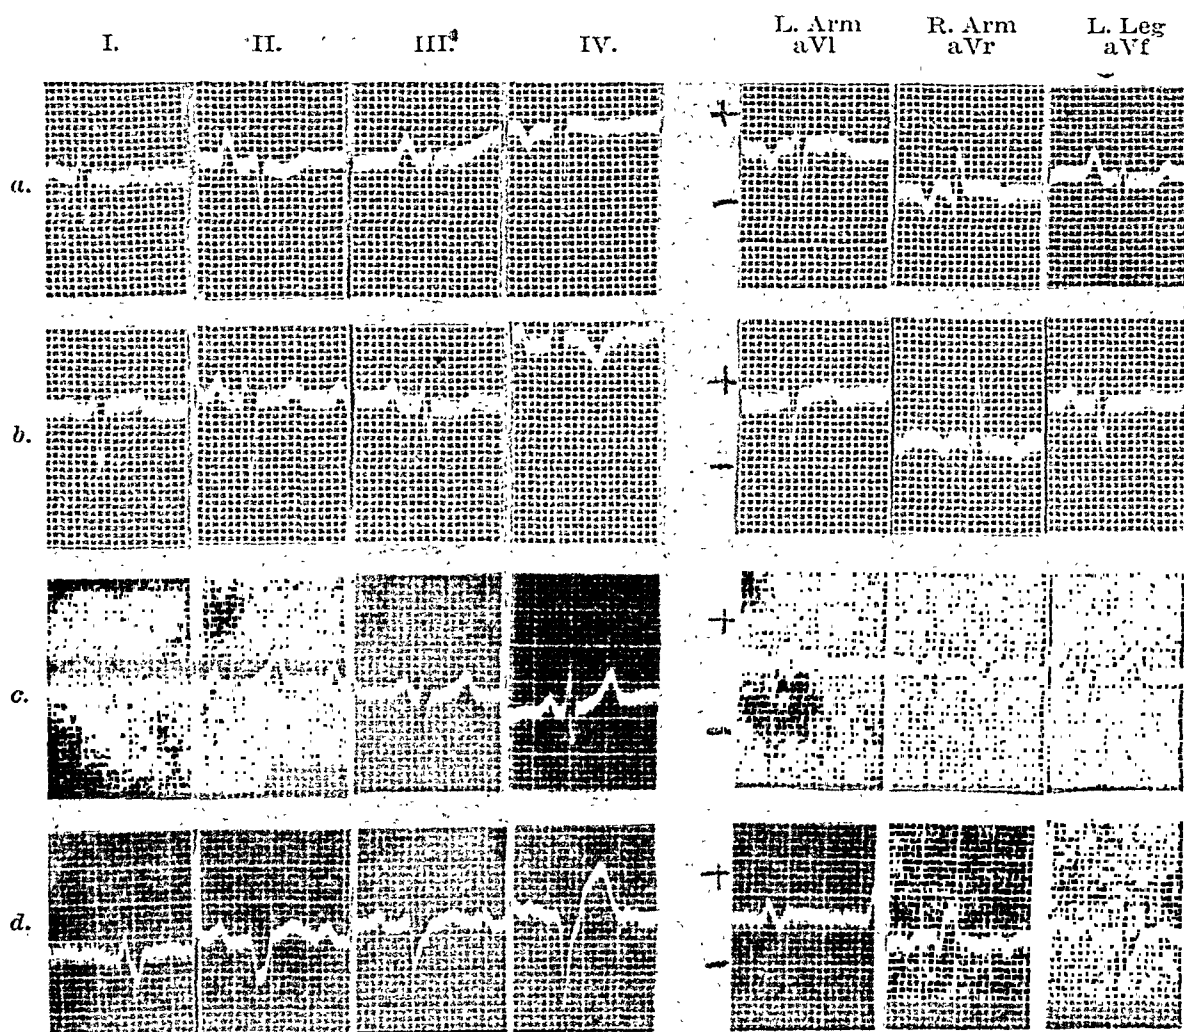 I. II. III. IV. L. Arm R. Arm L. Leg
aVl aVr aVf
a. +
−
b. +
−
c. +
−
d. +
−